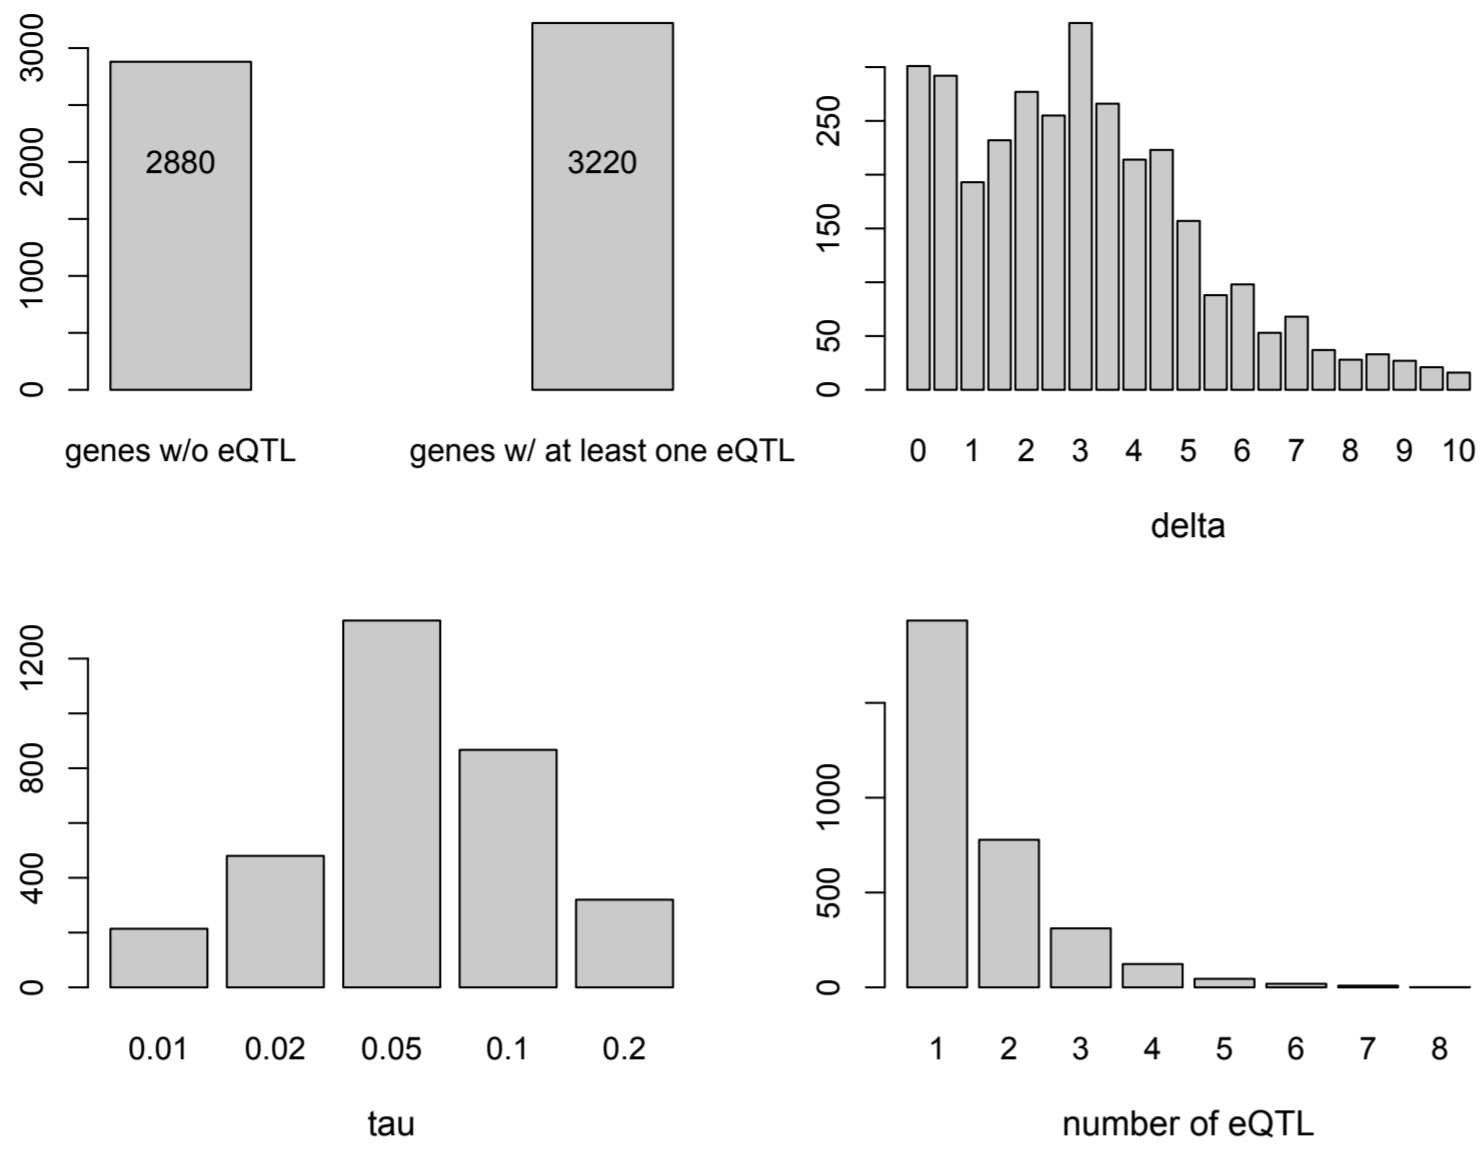 0 1000 2000 3000
2880
3220
genes w/o eQTL genes w/ at least one eQTL
0 50 150 250
0 1 2 3 4 5 6 7 8 9 10
delta
0 400 800 1200
0.01 0.02 0.05 0.1 0.2
tau
0 500 1000
1 2 3 4 5 6 7 8
number of eQTL